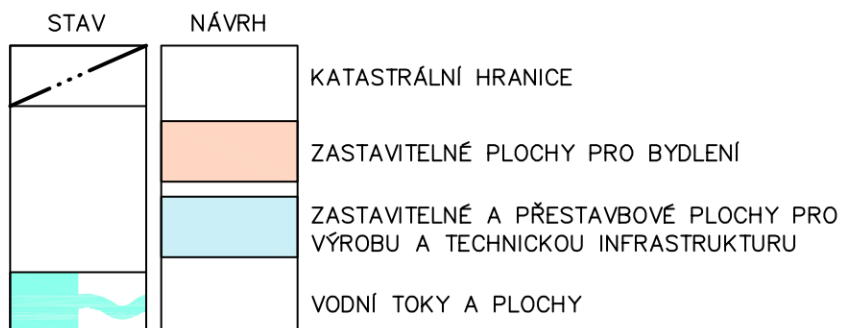 STAV NÁVRH
KATASTRÁLNÍ HRANICE
ZASTAVITELNÉ PLOCHY PRO BYDLENÍ
ZASTAVITELNÉ A PŘESTAVBOVÉ PLOCHY PRO
VÝROBU A TECHNICKOU INFRASTRUKTURU
VODNÍ TOKY A PLOCHY